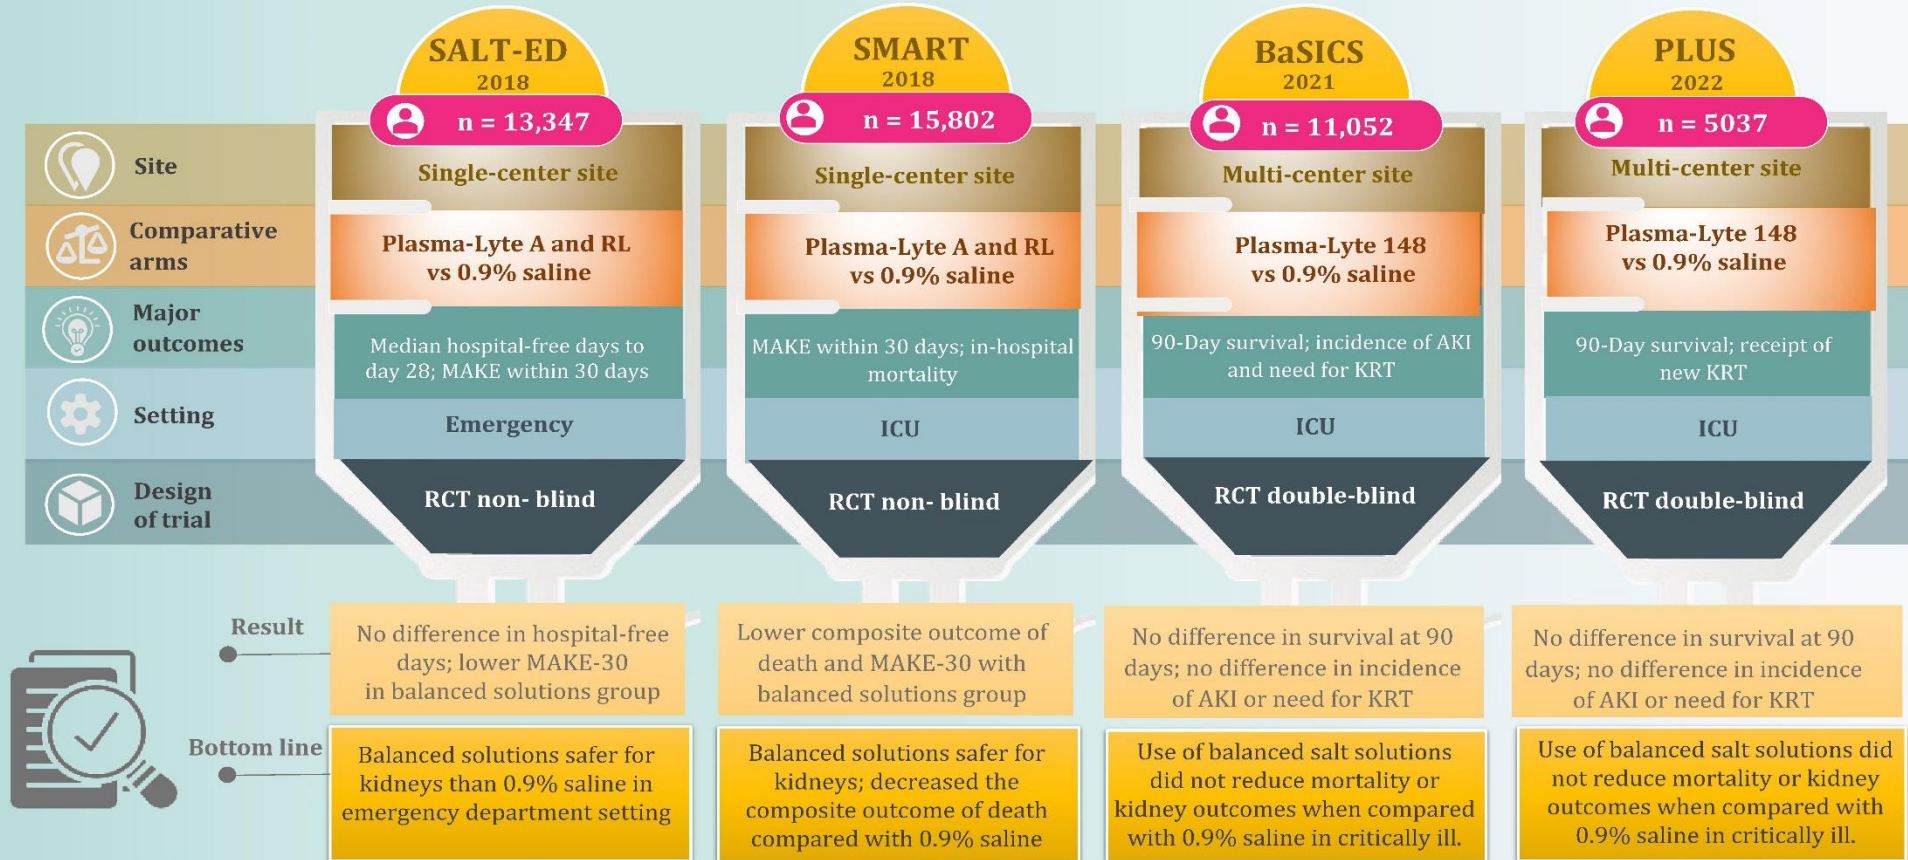 SALT-ED
2018
n = 13,347
SMART
2018
n = 15,802
BaSICS
2021
n = 11,052
PLUS
2022
n = 5037
Site
Single-center site
Single-center site
Multi-center site
Multi-center site
Comparative
arms
Plasma-Lyte A and RL
vs 0.9% saline
Plasma-Lyte A and RL
vs 0.9% saline
Plasma-Lyte 148
vs 0.9% saline
Plasma-Lyte 148
vs 0.9% saline
Major
outcomes
Median hospital-free days to
day 28; MAKE within 30 days
MAKE within 30 days; in-hospital
mortality
90-Day survival; incidence of AKI
and need for KRT
90-Day survival; receipt of
new KRT
Setting
Emergency
ICU
ICU
ICU
Design
of trial
RCT non- blind
RCT non- blind
RCT double-blind
RCT double-blind
Result
No difference in hospital-free
days; lower MAKE-30
in balanced solutions group
Lower composite outcome of
death and MAKE-30 with
balanced solutions group
No difference in survival at 90
days; no difference in incidence
of AKI or need for KRT
No difference in survival at 90
days; no difference in incidence
of AKI or need for KRT
Bottom line
Balanced solutions safer for
kidneys than 0.9% saline in
emergency department setting
Balanced solutions safer for
kidneys; decreased the
composite outcome of death
compared with 0.9% saline
Use of balanced salt solutions
did not reduce mortality or
kidney outcomes when compared
with 0.9% saline in critically ill.
Use of balanced salt solutions did
not reduce mortality or kidney
outcomes when compared with
0.9% saline in critically ill.